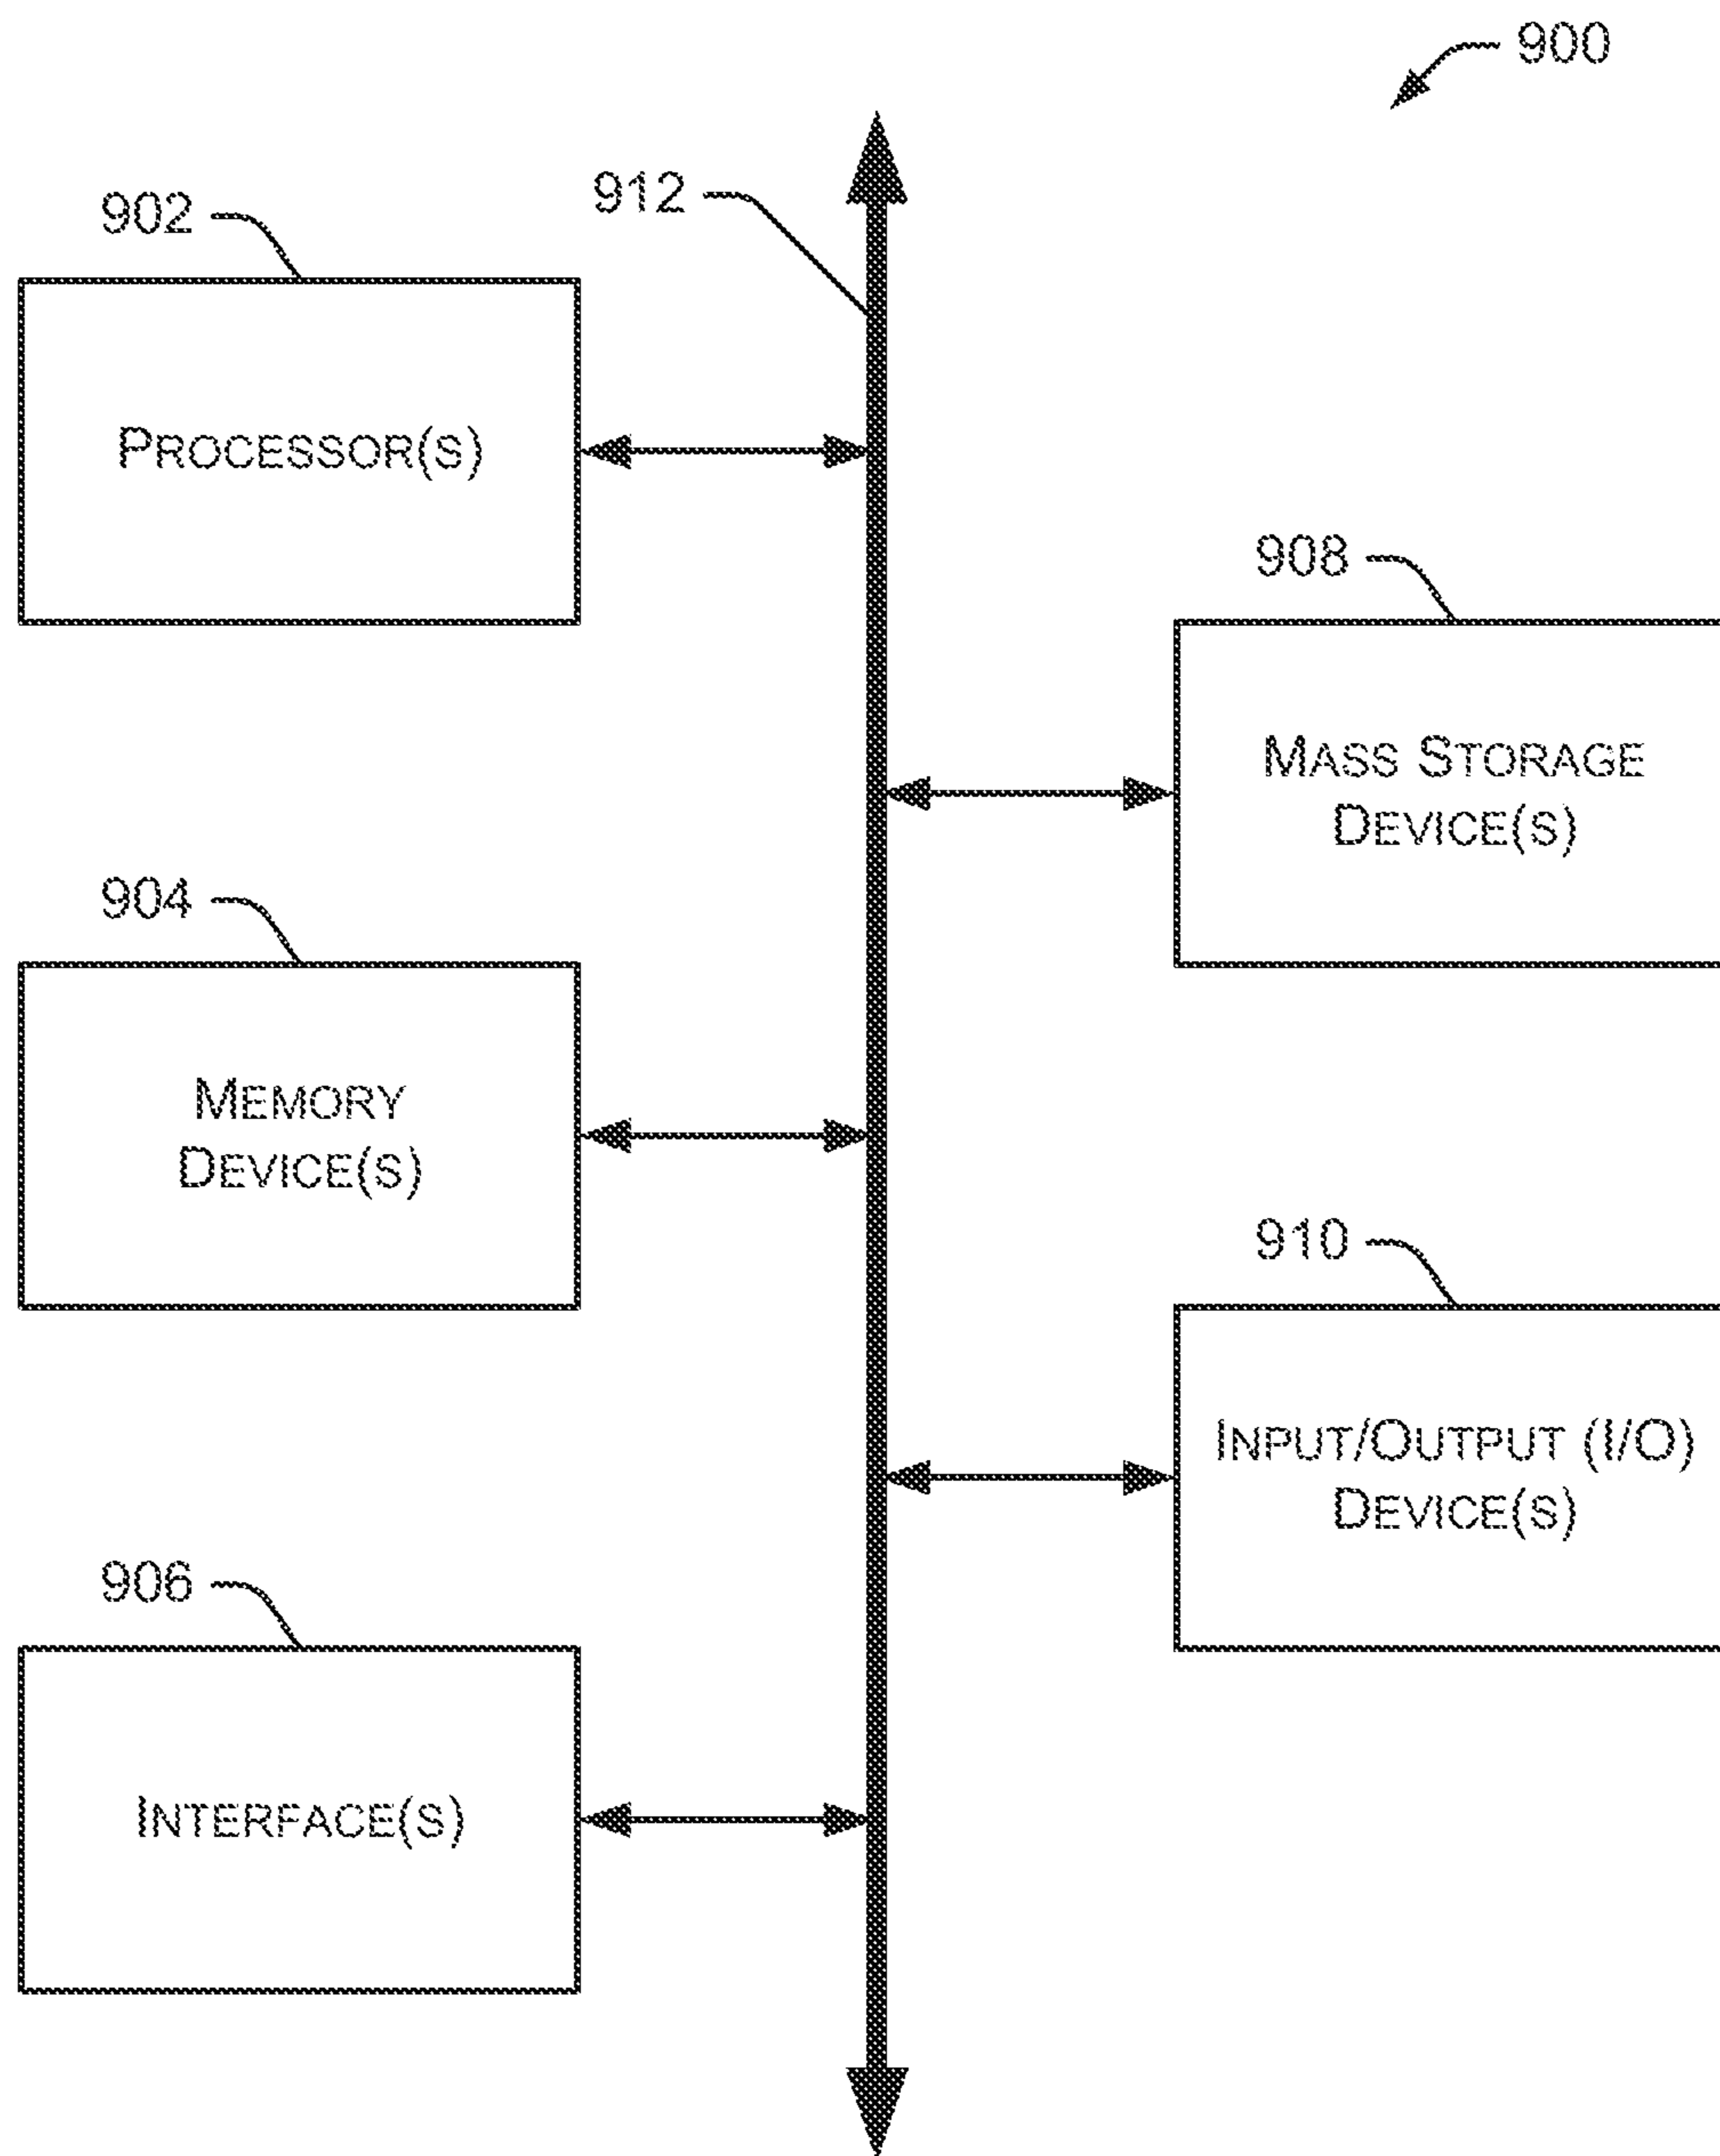 900
912
902
PROCESSOR(S)
908
MASS STORAGE
DEVICE(S)
904
MEMORY
DEVICE(S)
910
INPUT/OUTPUT (I/O)
DEVICE(S)
906
INTERFACE(S)